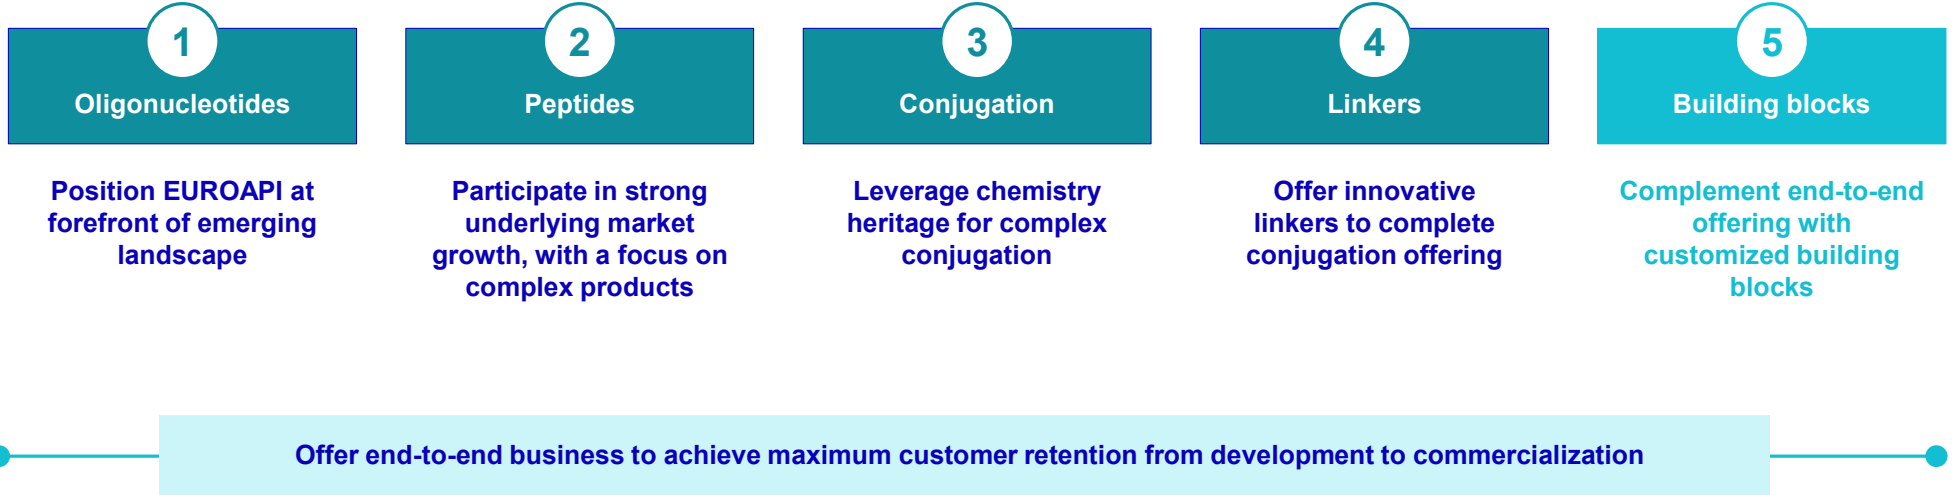 1
Oligonucleotides
Position EUROAPI at
forefront of emerging
landscape
2
Peptides
Participate in strong
underlying market
growth, with a focus on
complex products
3
Conjugation
Leverage chemistry
heritage for complex
conjugation
4
Linkers
Offer innovative
linkers to complete
conjugation offering
5
Building blocks
Complement end-to-end
offering with
customized building
blocks
Offer end-to-end business to achieve maximum customer retention from development to commercialization